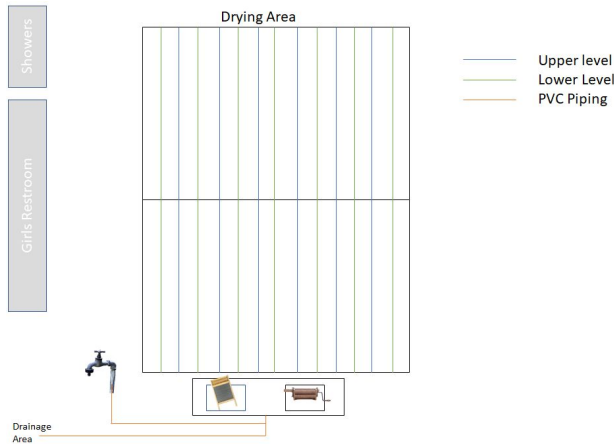 Drying Area
Showers
Girls Restroom
Upper level
Lower Level
PVC Piping
Drainage
Area